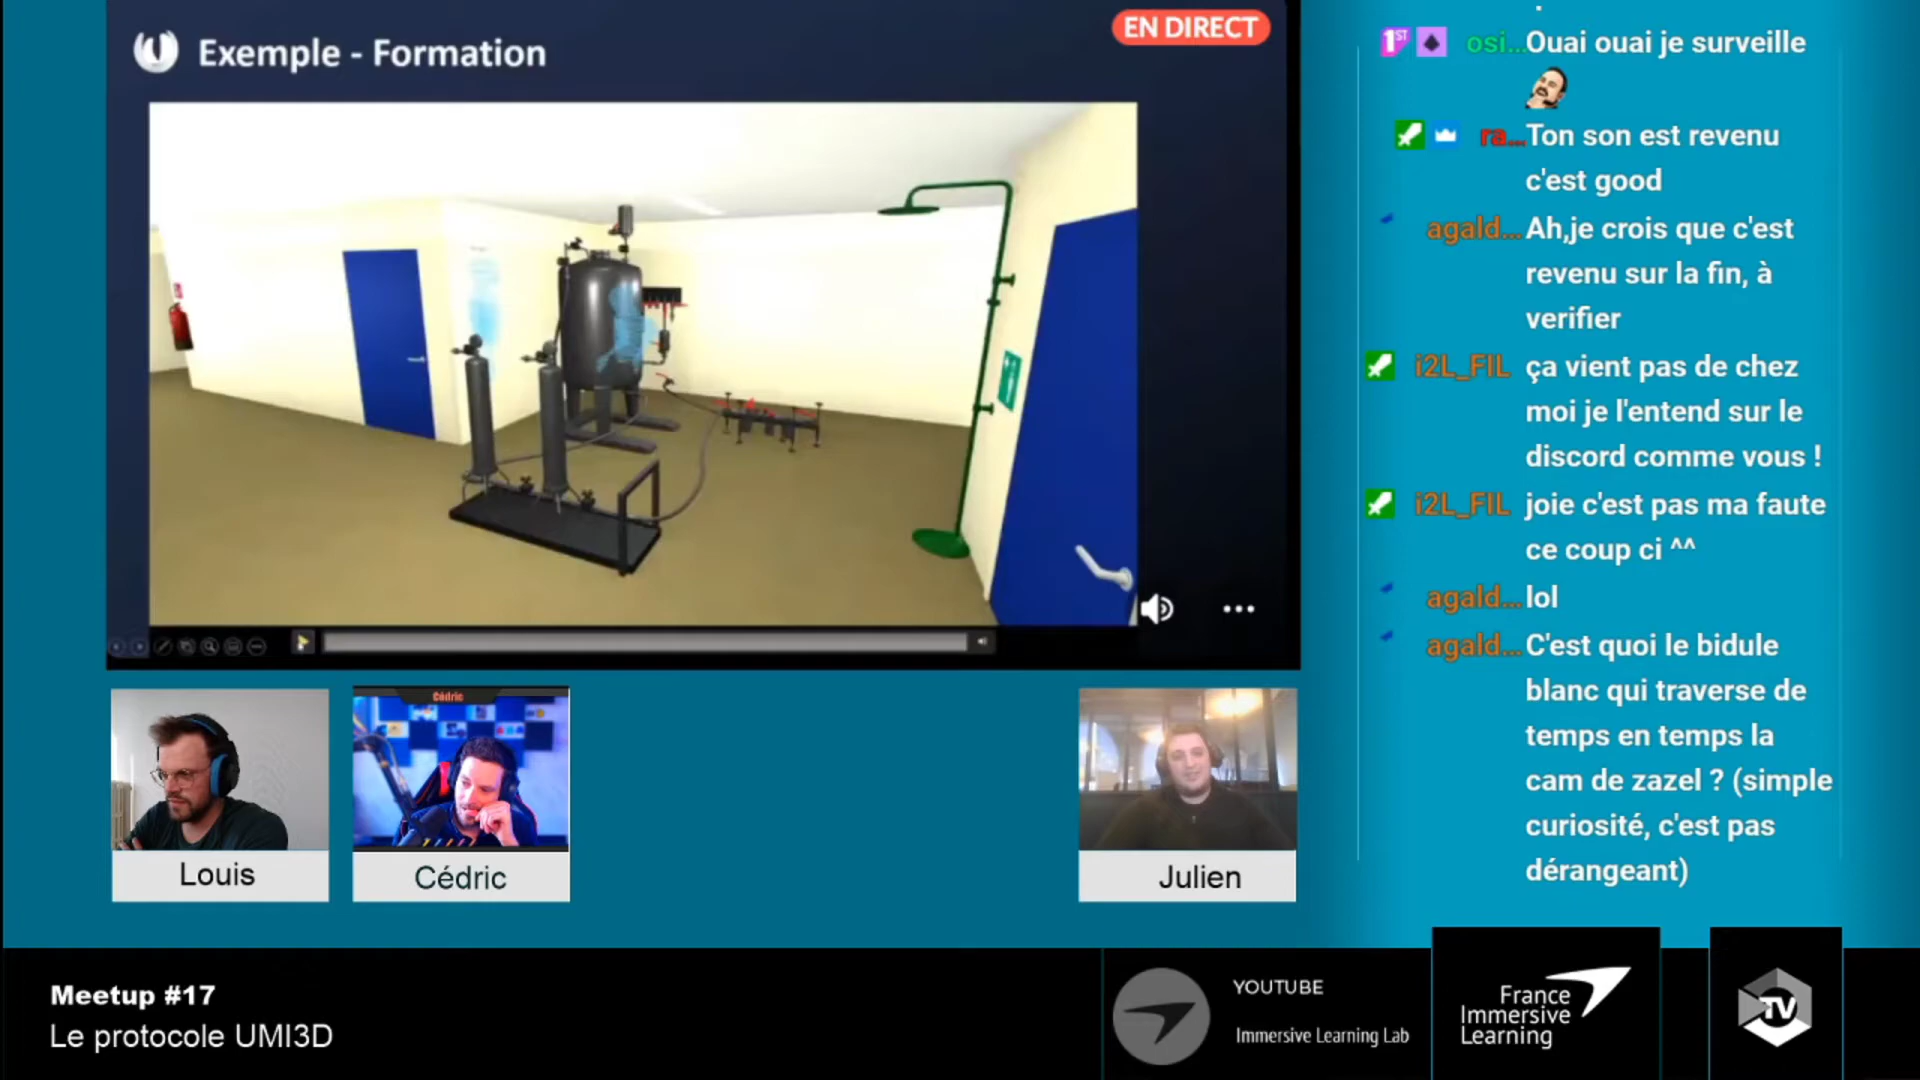 EN DIRECT
Exemple - Formation
osi...Ouai ouai je surveille
ra...Ton son est revenu
c'est good
agald...Ah,je crois que c'est
revenu sur la fin, à
verifier
i2L_FIL ça vient pas de chez
moi je l'entend sur le
discord comme vous !
i2L_FIL joie c'est pas ma faute
ce coup ci ^^
agald...lol
agald...C'est quoi le bidule
blanc qui traverse de
temps en temps la
cam de zazel ? (simple
curiosité, c'est pas
dérangeant)
1ST
Cédric
Louis
Cédric
Julien
Meetup #17
Le protocole UMI3D
YOUTUBE
Immersive Learning Lab
France
Immersive
Learning
TV